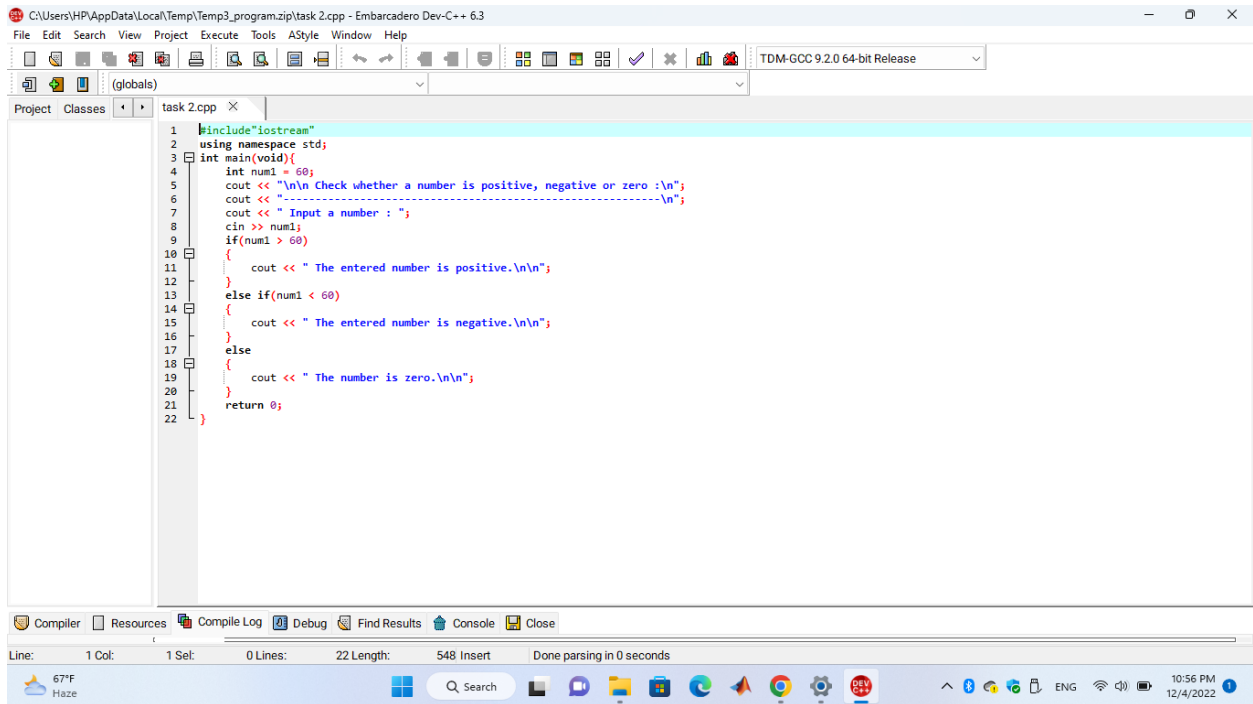 C:\Users\HP\AppData\Local\Temp\Temp3_program.zip\task 2.cpp - Embarcadero Dev-C++ 6.3
File Edit Search View Project Execute Tools AStyle Window Help
TDM-GCC 9.2.0 64-bit Release
(globals)
Project Classes task 2.cpp
1 #include"iostream"
2 using namespace std;
3 int main(void){
4 int num1 = 60;
5 cout << "\n\n Check whether a number is positive, negative or zero :\n";
6 cout << "-----------------------------------------------------------\n";
7 cout << " Input a number : ";
8 cin >> num1;
9 if(num1 > 60)
10 {
11 cout << " The entered number is positive.\n\n";
12 }
13 else if(num1 < 60)
14 {
15 cout << " The entered number is negative.\n\n";
16 }
17 else
18 {
19 cout << " The number is zero.\n\n";
20 }
21 return 0;
22 }
Compiler Resources Compile Log Debug Find Results Console Close
Line: 1 Col: 1 Sel: 0 Lines: 22 Length: 548 Insert Done parsing in 0 seconds
67°F
Haze
Search
DEV
C++
ENG
10:56 PM
12/4/2022
1